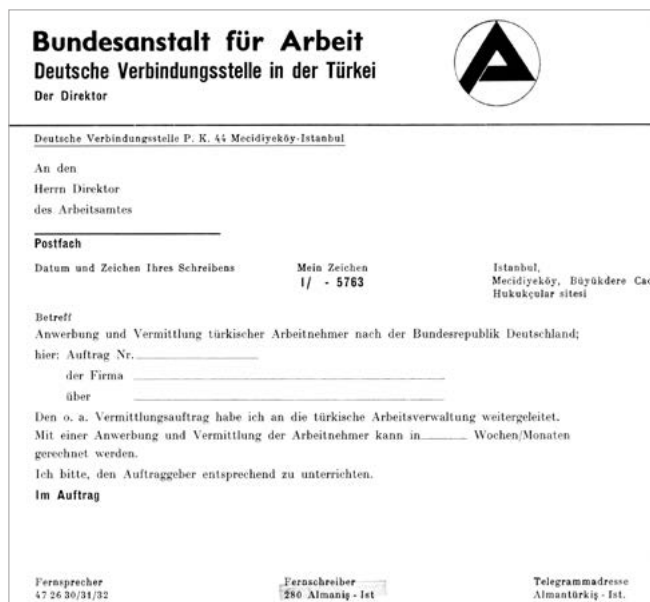 Bundesanstalt für Arbeit
Deutsche Verbindungsstelle in der Türkei
Der Direktor
Deutsche Verbindungsstelle P. K. 44 Mecidiyeköy-Istanbul
An den
Herrn Direktor
des Arbeitsamtes
Postfach
Datum und Zeichen Ihres Schreibens
Mein Zeichen
I/ - 5763
Istanbul,
Mecidiyeköy, Büyükdere Cad
Hukukçular sitesi
Betreff
Anwerbung und Vermittlung türkischer Arbeitnehmer nach der Bundesrepublik Deutschland;
hier: Auftrag Nr.
der Firma
über
Den o. a. Vermittlungsauftrag habe ich an die türkische Arbeitsverwaltung weitergeleitet.
Mit einer Anwerbung und Vermittlung der Arbeitnehmer kann in Wochen/Monaten
gerechnet werden.
Ich bitte, den Auftraggeber entsprechend zu unterrichten.
Im Auftrag
Fernsprecher
47 26 30/31/32
Fernschreiber
280 Almaniş - Ist
Telegrammadresse
Almantürkiş - Ist.